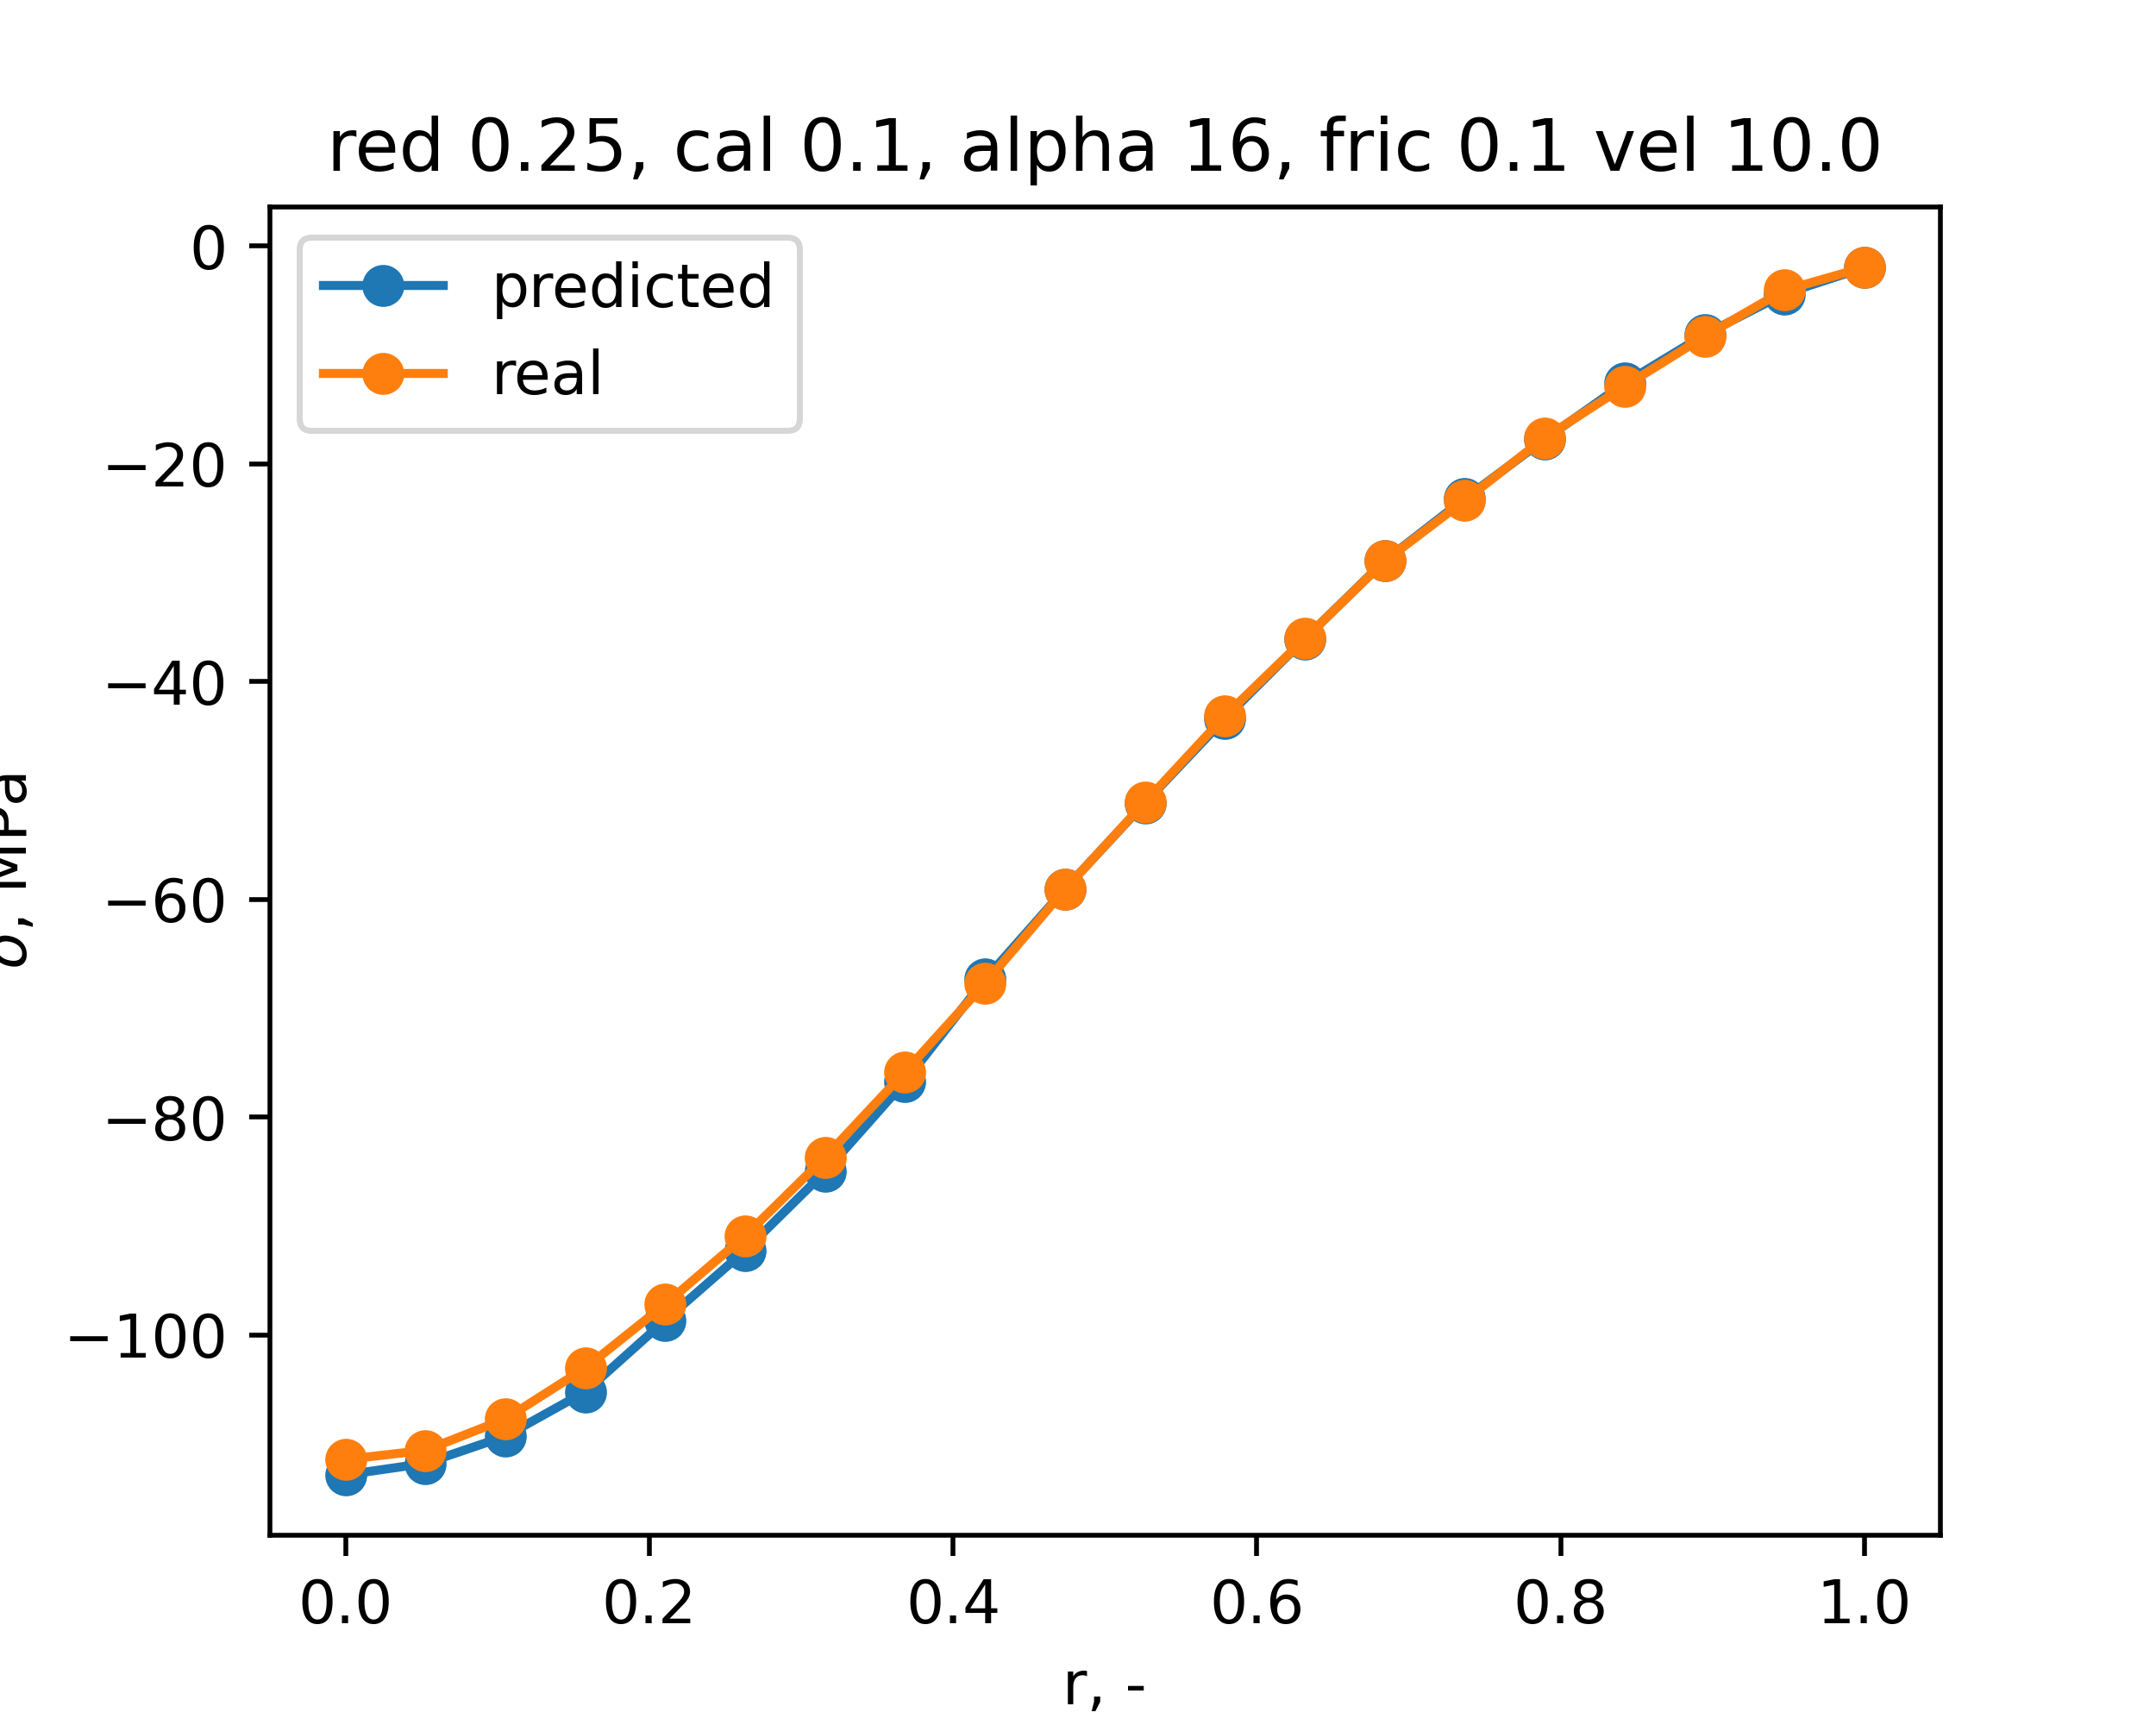 red 0.25, cal 0.1, alpha 16, fric 0.1 vel 10.0
predicted
real
0
−20
−40
−60
−80
−100
σ, MPa
0.0 0.2 0.4 0.6 0.8 1.0
r, -